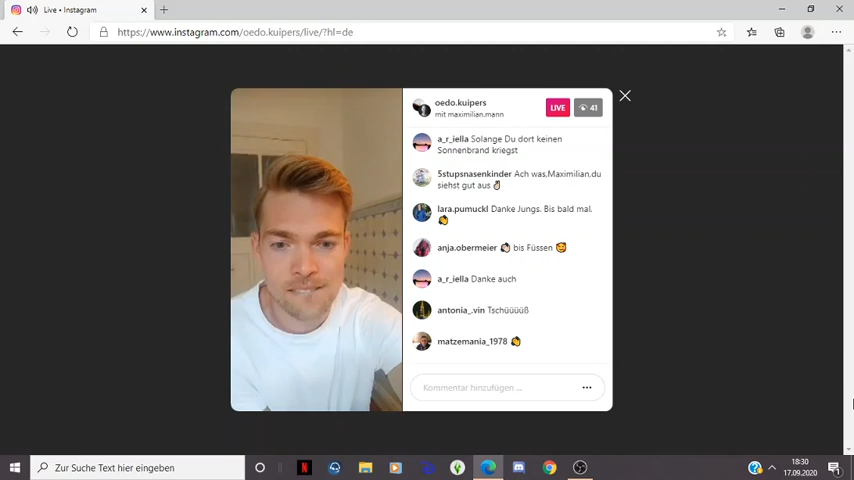 Live • Instagram
https://www.instagram.com/oedo.kuipers/live/?hl=de
oedo.kuipers
mit maximilian.mann
LIVE
41
a_r_iella Solange Du dort keinen
Sonnenbrand kriegst
5stupsnasenkinder Ach was,Maximilian,du
siehst gut aus
lara.pumuckl Danke Jungs. Bis bald mal.
anja.obermeier bis Füssen
a_r_iella Danke auch
antonia_.vin Tschüüüüß
matzemania_1978
Kommentar hinzufügen ...
Zur Suche Text hier eingeben
18:30
17.09.2020